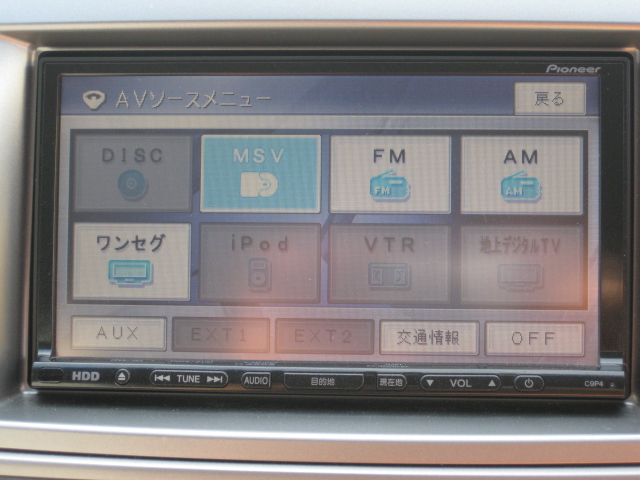 Pioneer
AVソースメニュー 戻る
DISC MSV FM AM
FM AM
ワンセグ iPod VTR 地上デジタルTV
AUX EXT1 EXT2 交通情報 OFF
HDD TUNE AUDIO 目的地 現在地 VOL C9P4